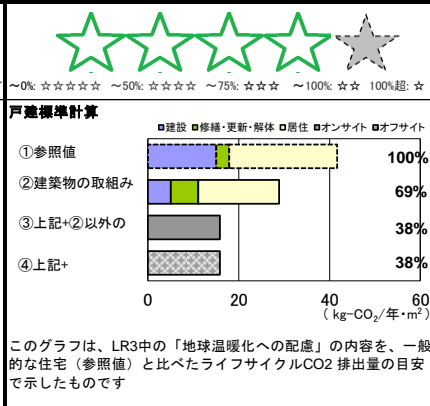 ~0%: ☆☆☆☆☆ ~50%: ☆☆☆☆ ~75%: ☆☆☆ ~100%: ☆☆ 100%超: ☆
戸建標準計算
■建設 ■修繕・更新・解体 □居住 ■オンサイト ■オフサイト
①参照値 100%
②建築物の取組み 69%
③上記+②以外の 38%
④上記+ 38%
0 20 40 60
( kg-CO₂/年・m²)
このグラフは、LR3中の「地球温暖化への配慮」の内容を、一般
的な住宅（参照値）と比べたライフサイクルCO2 排出量の目安
で示したものです